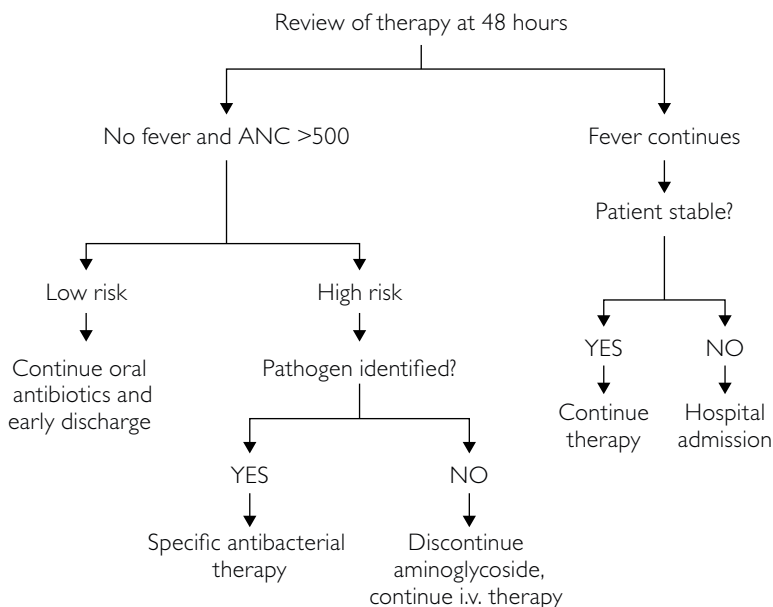 Review of therapy at 48 hours
No fever and ANC >500
Fever continues
Patient stable?
Low risk
High risk
YES
NO
Continue oral
antibiotics and
early discharge
Pathogen identified?
Continue
therapy
Hospital
admission
YES
NO
Specific antibacterial
therapy
Discontinue
aminoglycoside,
continue i.v. therapy